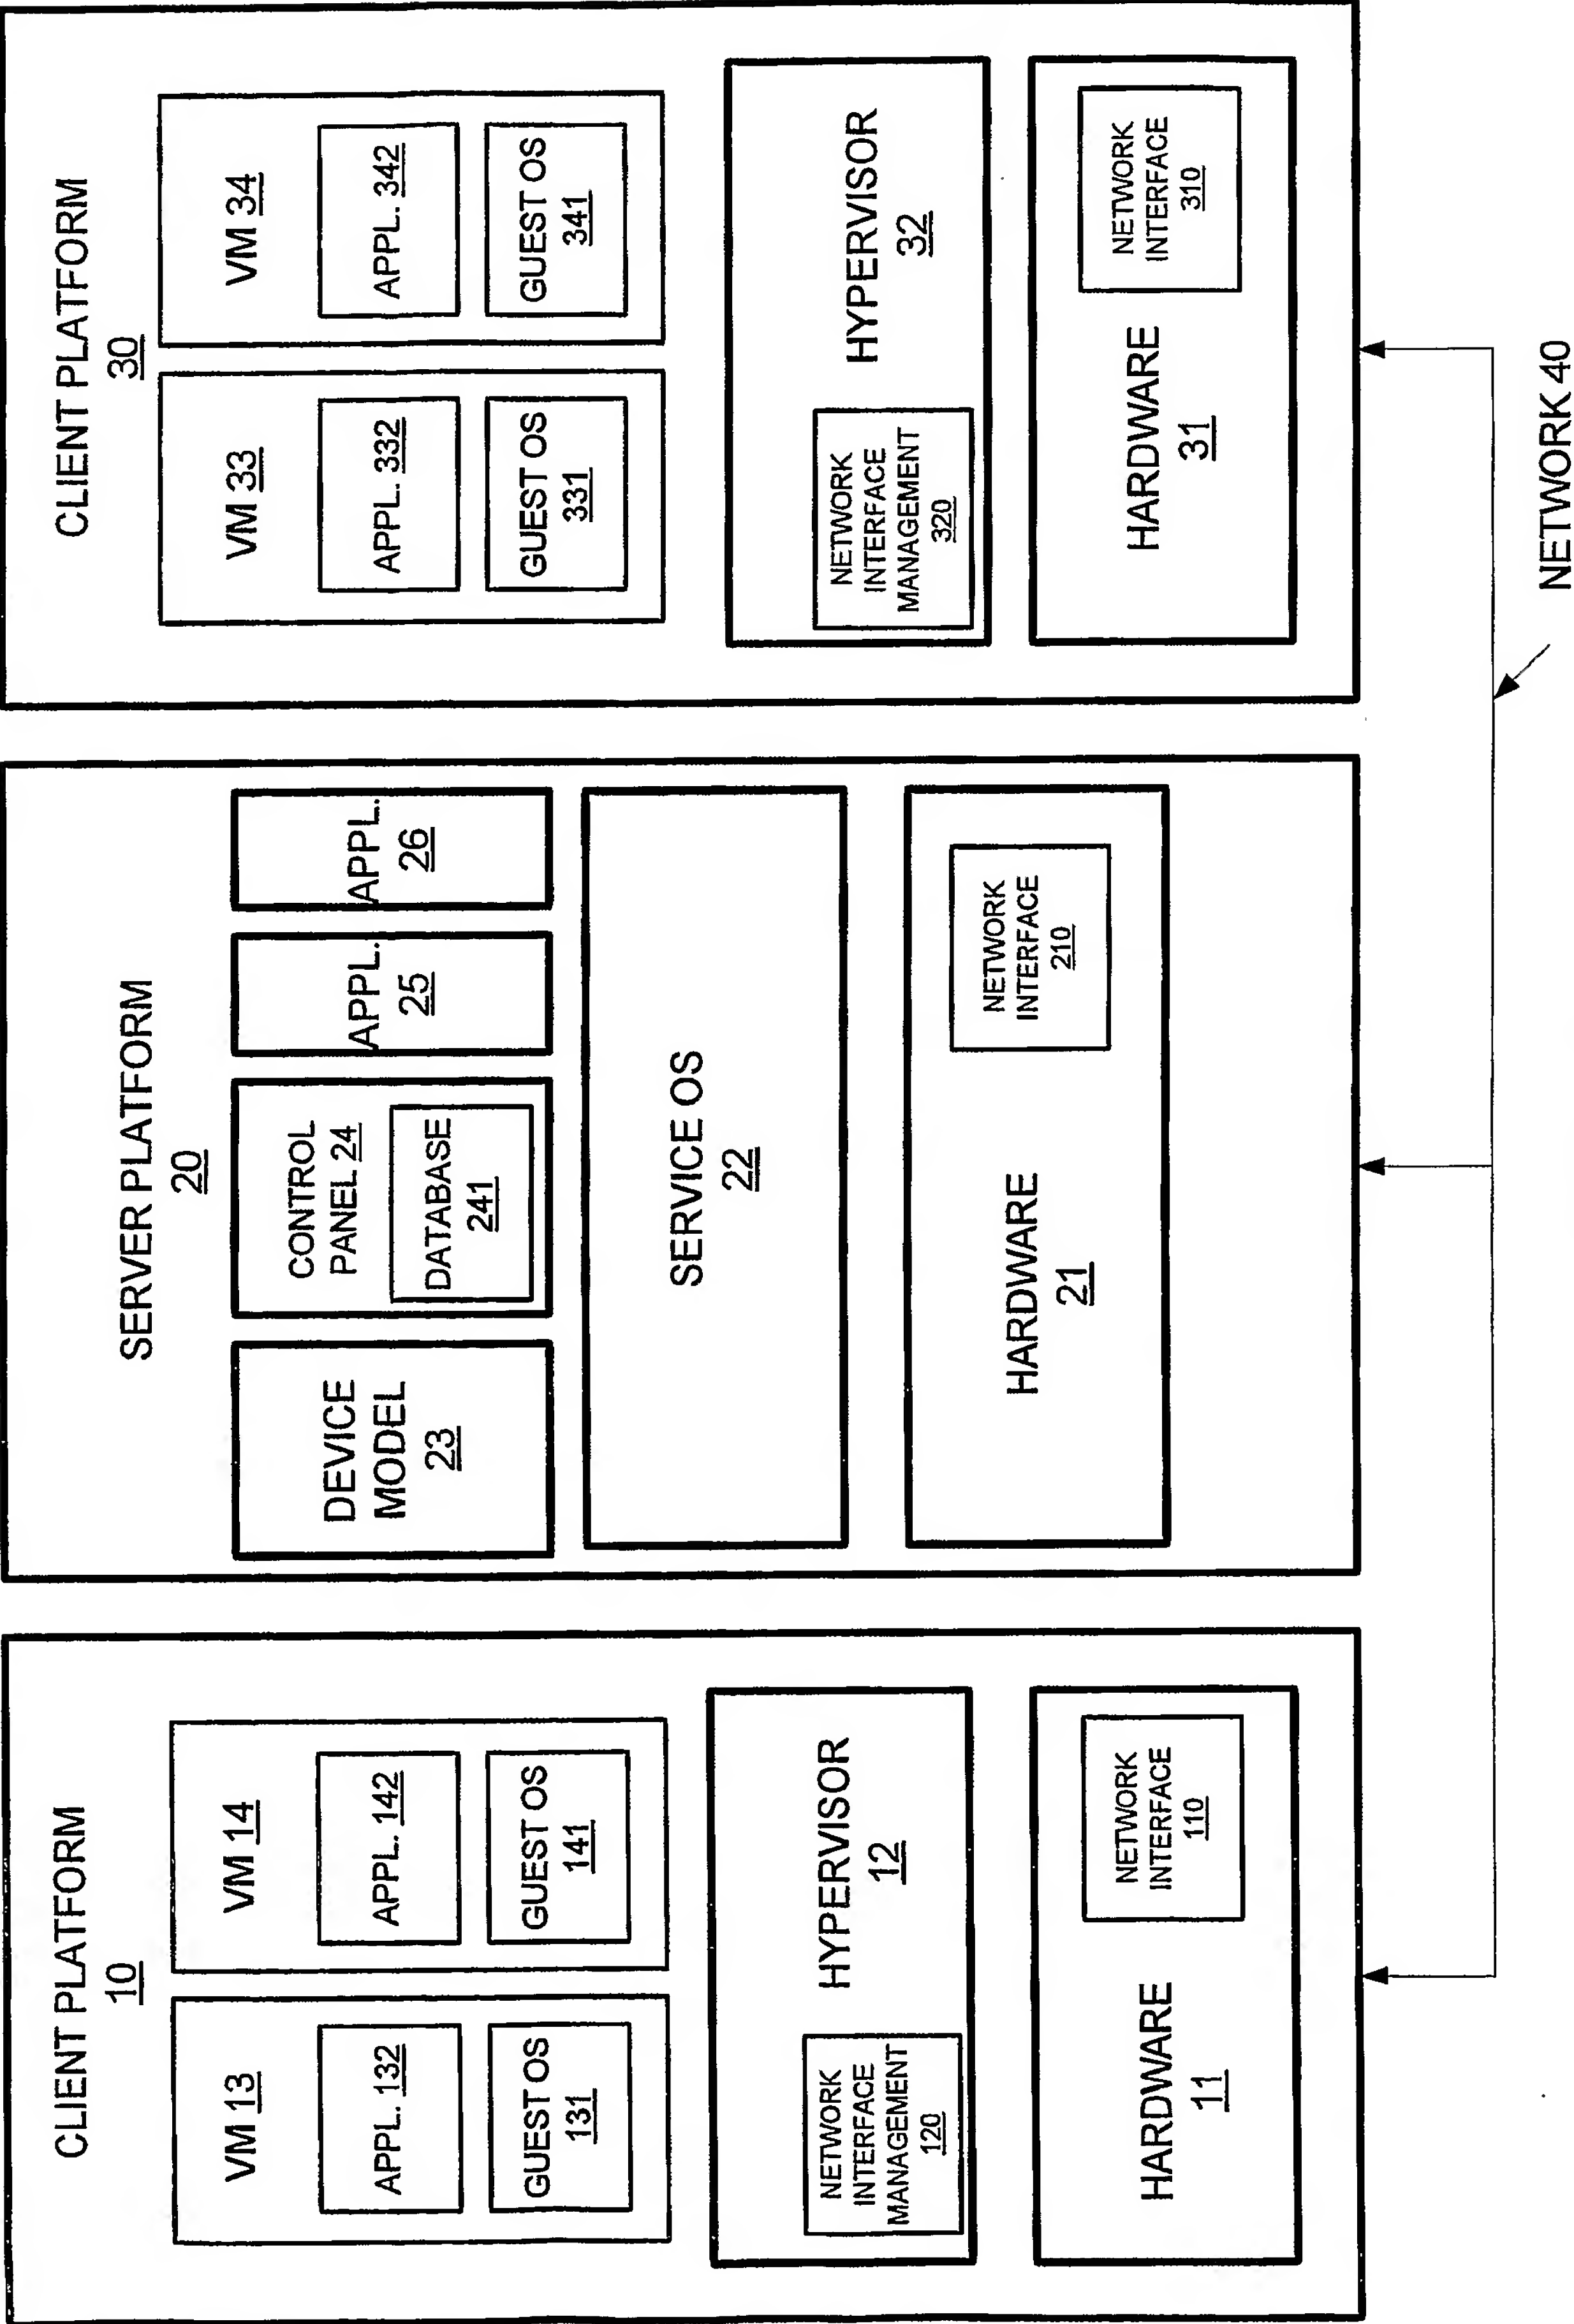 CLIENT PLATFORM
10
VM 13
APPL. 132
GUEST OS
131
VM 14
APPL. 142
GUEST OS
141
HYPERVISOR
12
NETWORK
INTERFACE
MANAGEMENT
120
HARDWARE
11
NETWORK
INTERFACE
110
SERVER PLATFORM
20
DEVICE
MODEL
23
CONTROL
PANEL 24
DATABASE
241
APPL.
25
APPL.
26
SERVICE OS
22
HARDWARE
21
NETWORK
INTERFACE
210
CLIENT PLATFORM
30
VM 33
APPL. 332
GUEST OS
331
VM 34
APPL. 342
GUEST OS
341
HYPERVISOR
32
NETWORK
INTERFACE
MANAGEMENT
320
HARDWARE
31
NETWORK
INTERFACE
310
NETWORK 40